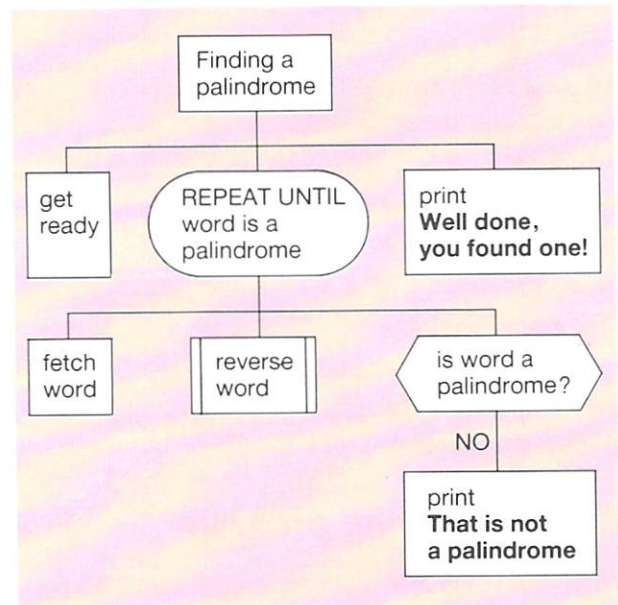 Finding a
palindrome
get
ready
REPEAT UNTIL
word is a
palindrome
print
Well done,
you found one!
fetch
word
reverse
word
is word a
palindrome?
NO
print
That is not
a palindrome